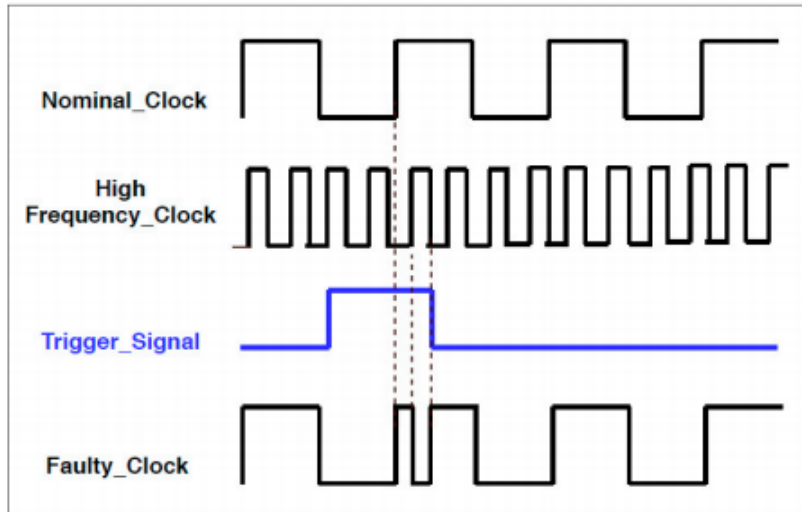 Nominal_Clock
High
Frequency_Clock
Trigger_Signal
Faulty_Clock